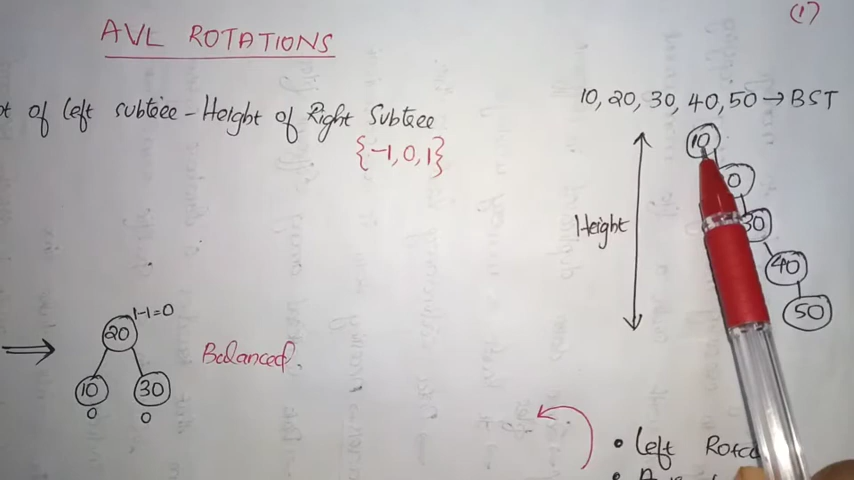 (1)
AVL ROTATIONS
of left subtree - Height of Right Subtree
{-1, 0, 1}
10, 20, 30, 40, 50 → BST
10
30
40
50
Height
1-1=0
20
10
30
0
0
Balanced.
• Left